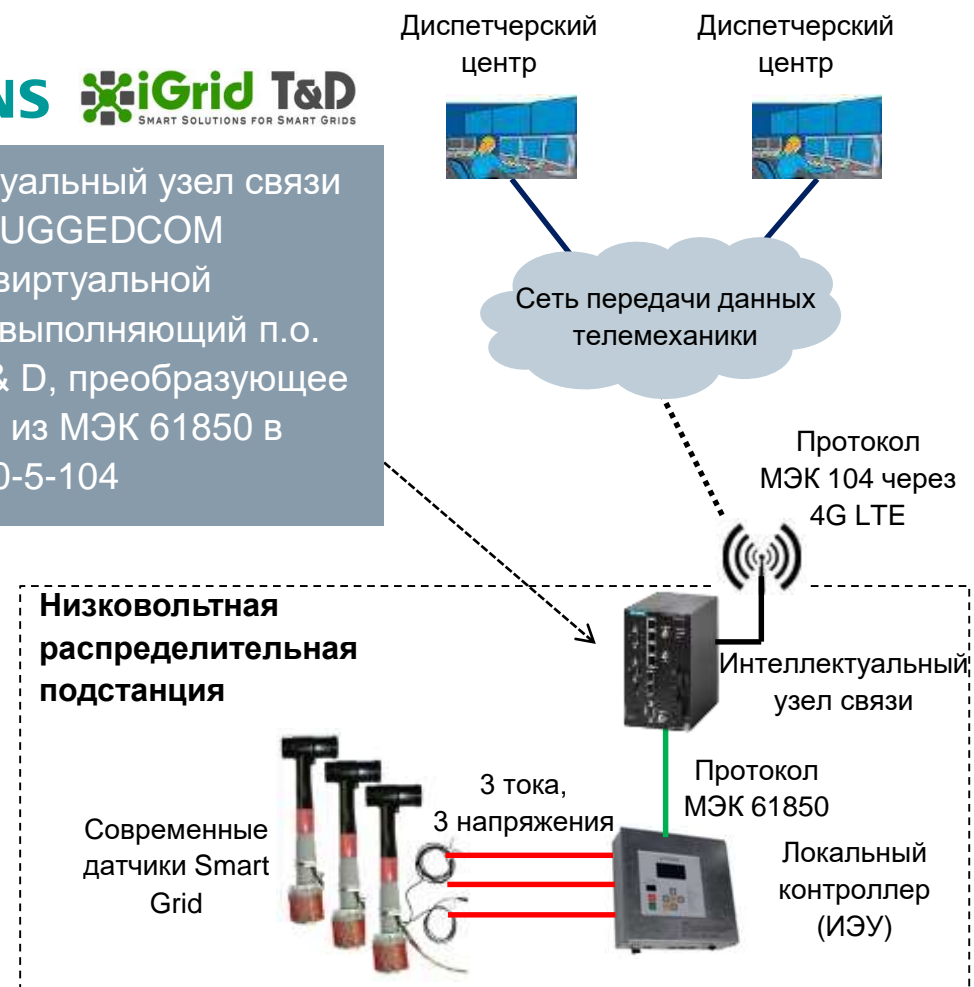 Диспетчерский
центр
Диспетчерский
центр
NS
iGrid T&D
SMART SOLUTIONS FOR SMART GRIDS
туальный узел связи
UGGEDCOM
виртуальной
выполняющий п.о.
& D, преобразующее
из МЭК 61850 в
0-5-104
Сеть передачи данных
телемеханики
Протокол
МЭК 104 через
4G LTE
Низковольтная
распределительная
подстанция
Интеллектуальный
узел связи
Протокол
МЭК 61850
3 тока,
3 напряжения
Современные
датчики Smart
Grid
Локальный
контроллер
(ИЭУ)